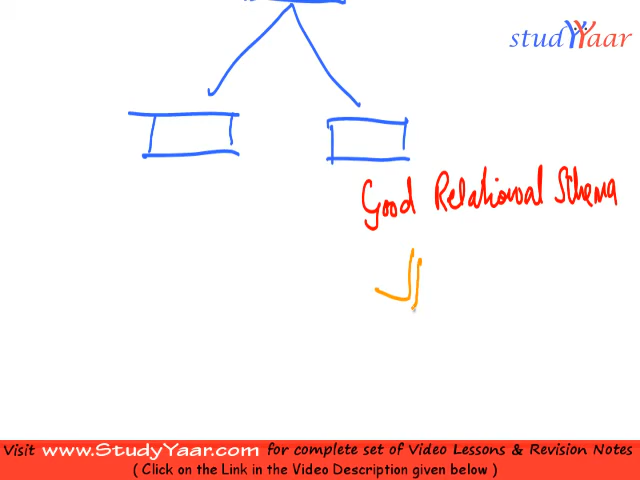 studYYaar
Good Relational Schema
Visit www.StudyYaar.com for complete set of Video Lessons & Revision Notes
( Click on the Link in the Video Description given below )